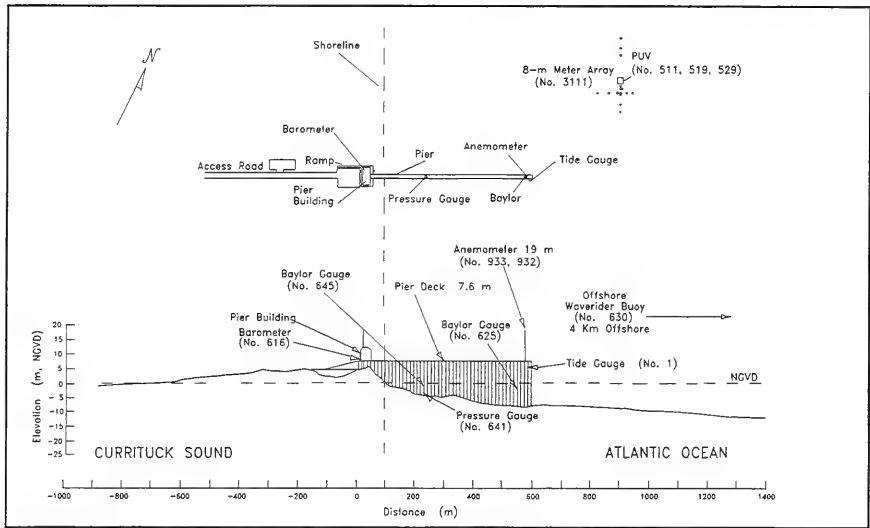 N
Shoreline
PUV
(No. 511, 519, 529)
8-m Meter Array
(No. 3111)
Barometer
Anemometer
Ramp
Pier
Tide Gauge
Access Road
Pier
Building
Pressure Gauge
Baylor
Anemometer 19 m
(No. 933, 932)
Baylor Gauge
(No. 645)
Pier Deck 7.6 m
Offshore
Waverider Buoy
(No. 630)
4 Km Offshore
Pier Building
Barometer
(No. 616)
Baylor Gauge
(No. 625)
Tide Gauge (No. 1)
NGVD
Pressure Gauge
(No. 641)
Elevation (m, NGVD)
20
15
10
5
0
-5
-10
-15
-20
-25
CURRITUCK SOUND
ATLANTIC OCEAN
-1000 -800 -600 -400 -200 0 200 400 600 800 1000 1200 1400
Distance (m)